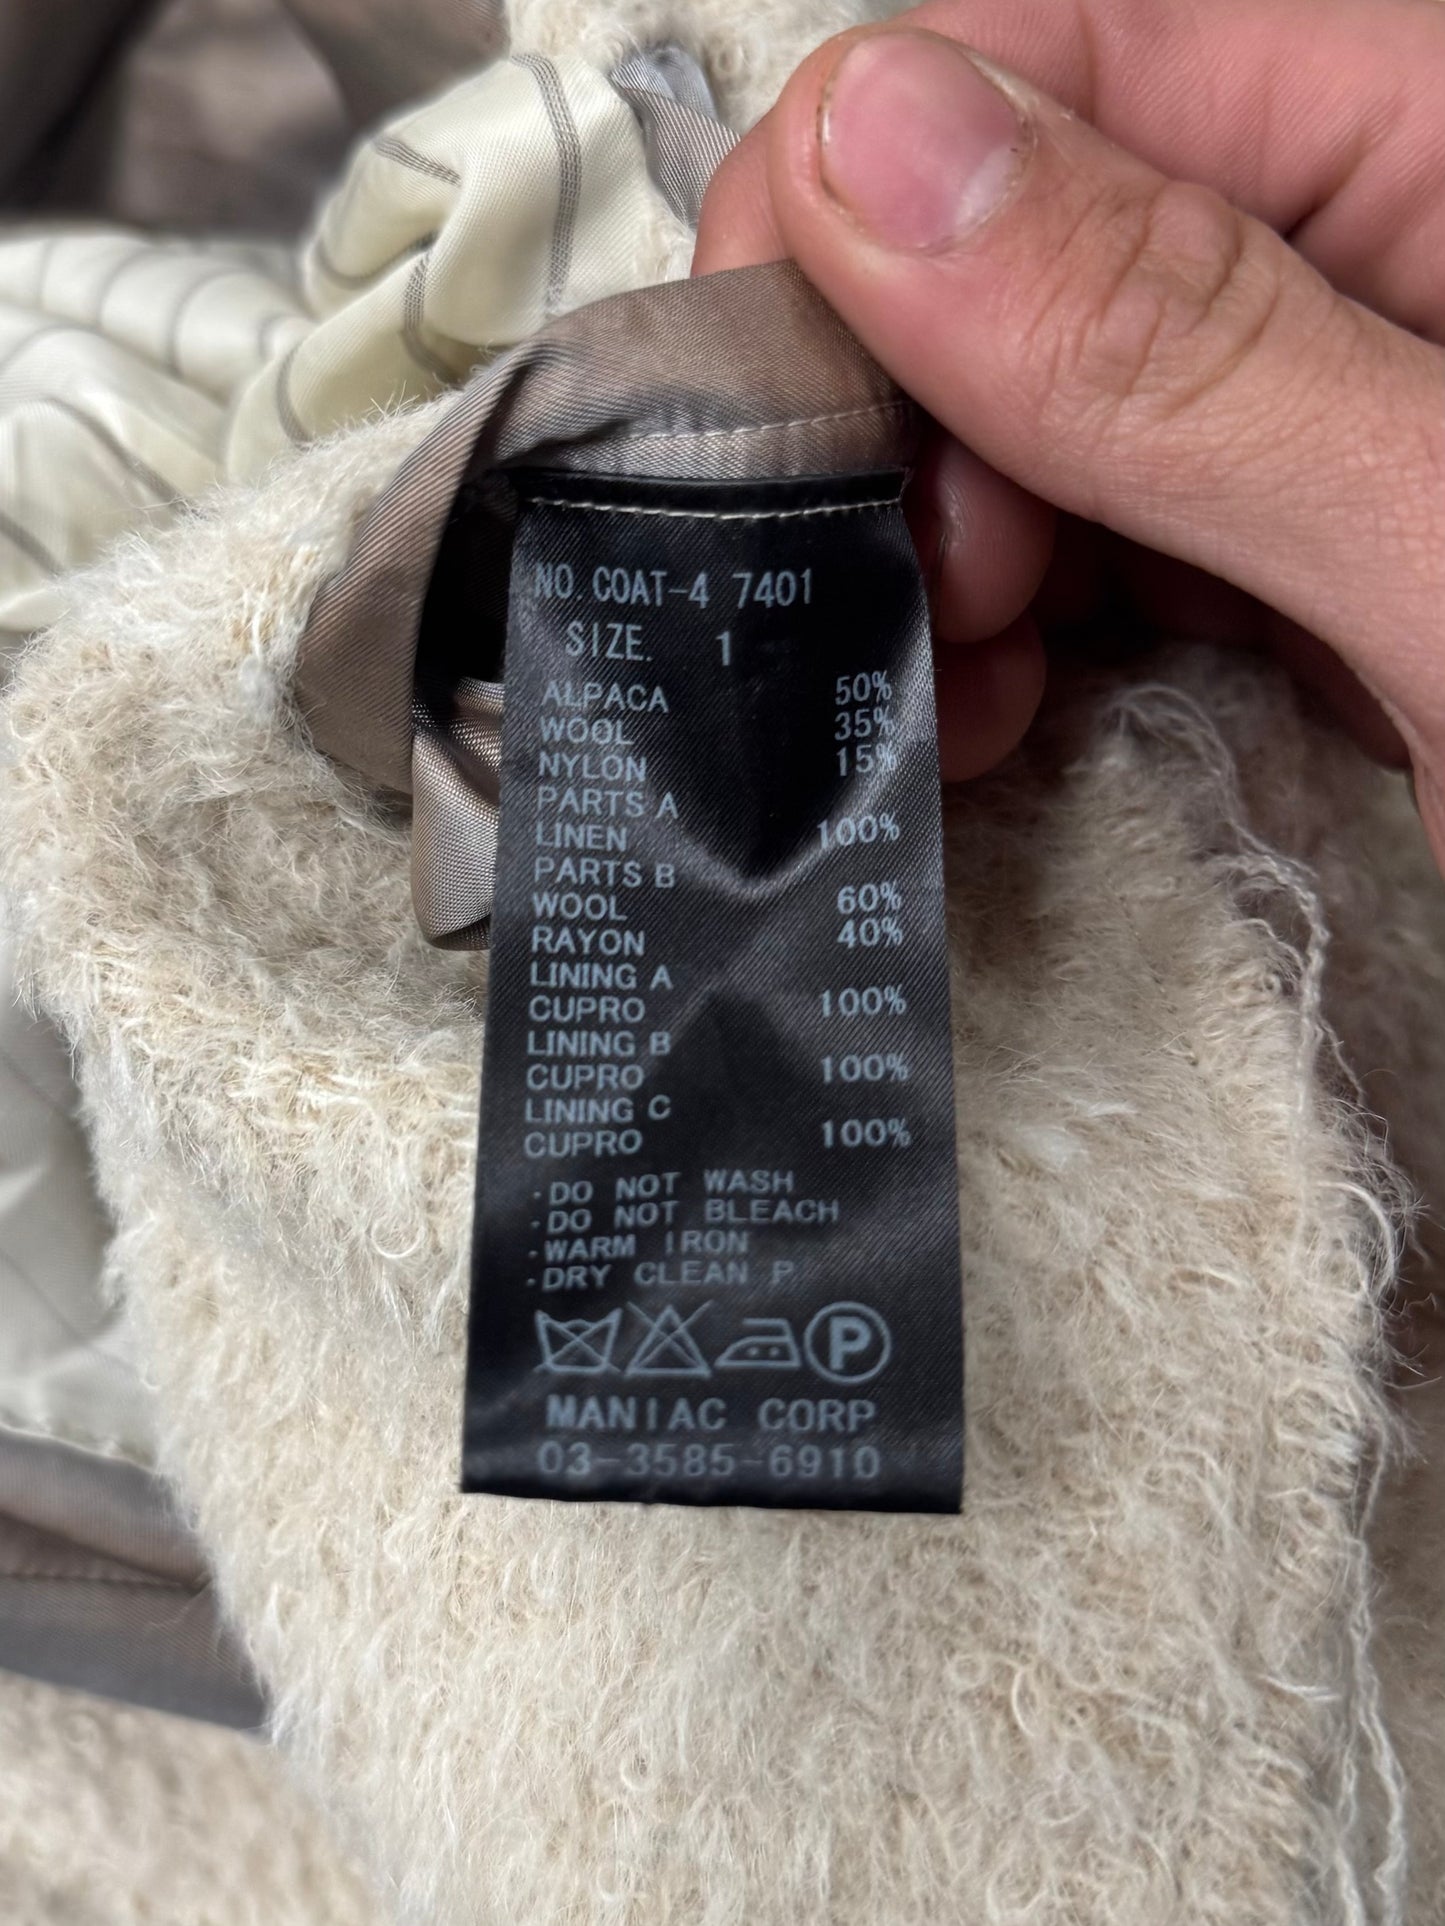 NO. COAT-4 7401
SIZE. 1
ALPACA 50%
WOOL 35%
NYLON 15%
PARTS A
LINEN 100%
PARTS B
WOOL 60%
RAYON 40%
LINING A
CUPRO 100%
LINING B
CUPRO 100%
LINING C
CUPRO 100%
·DO NOT WASH
·DO NOT BLEACH
·WARM IRON
·DRY CLEAN P
P
MANIAC CORP
03-3585-6910